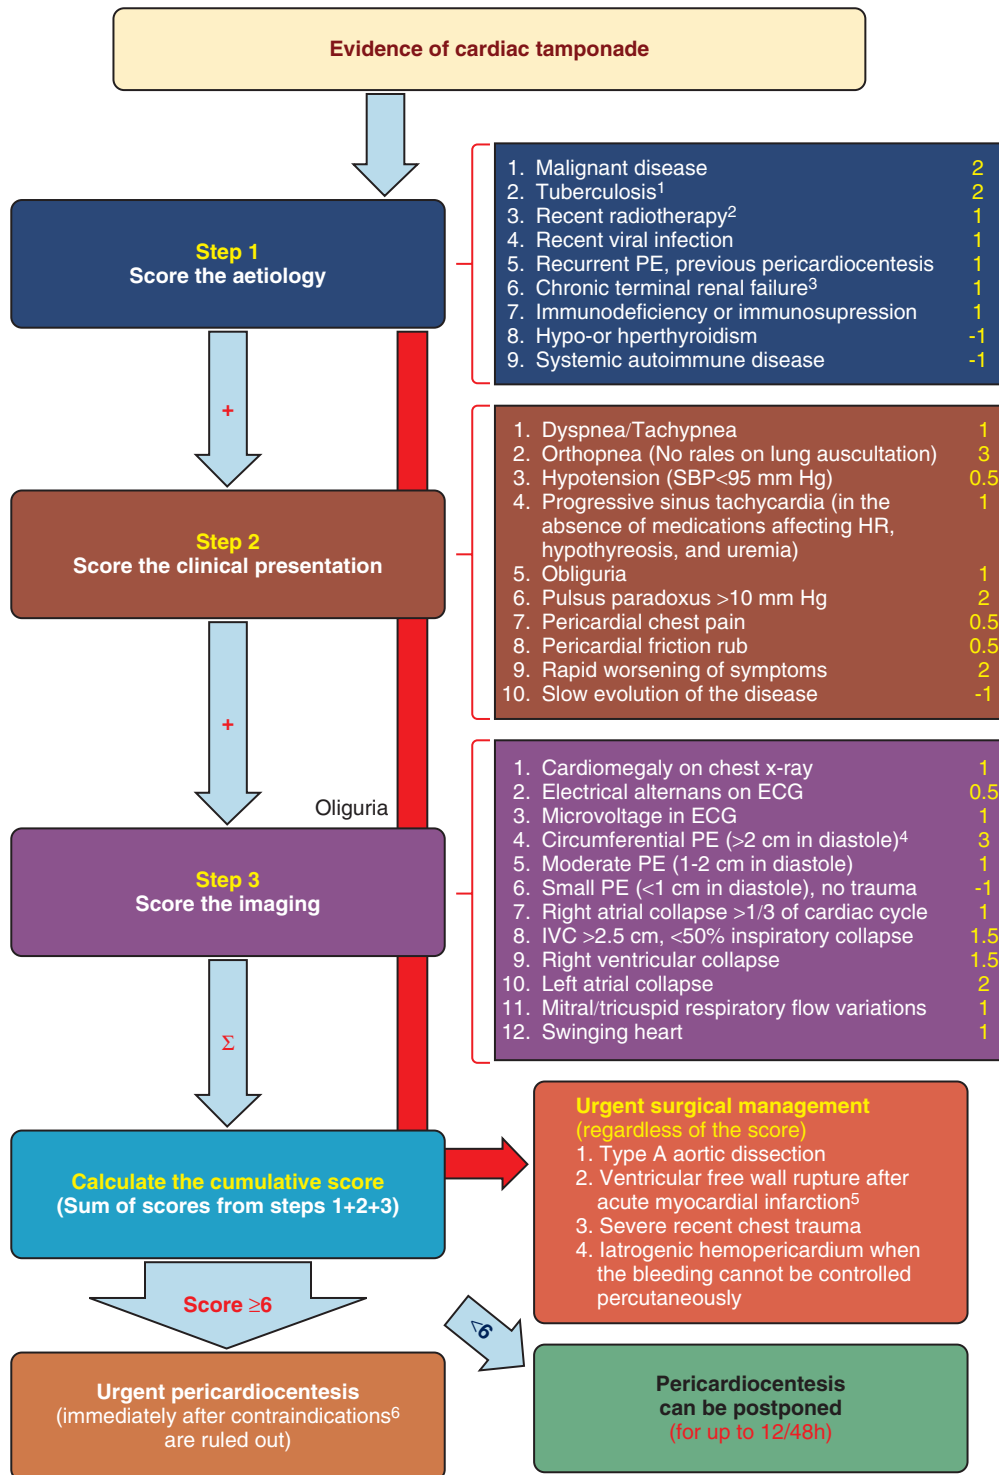 Evidence of cardiac tamponade
Step 1
Score the aetiology
1. Malignant disease 2
2. Tuberculosis1 2
3. Recent radiotherapy2 1
4. Recent viral infection 1
5. Recurrent PE, previous pericardiocentesis 1
6. Chronic terminal renal failure3 1
7. Immunodeficiency or immunosupression 1
8. Hypo-or hperthyroidism -1
9. Systemic autoimmune disease -1
+
Step 2
Score the clinical presentation
1. Dyspnea/Tachypnea 1
2. Orthopnea (No rales on lung auscultation) 3
3. Hypotension (SBP<95 mm Hg) 0.5
4. Progressive sinus tachycardia (in the 1
absence of medications affecting HR,
hypothyreosis, and uremia)
5. Obliguria 1
6. Pulsus paradoxus >10 mm Hg 2
7. Pericardial chest pain 0.5
8. Pericardial friction rub 0.5
9. Rapid worsening of symptoms 2
10. Slow evolution of the disease -1
+
Oliguria
Step 3
Score the imaging
1. Cardiomegaly on chest x-ray 1
2. Electrical alternans on ECG 0.5
3. Microvoltage in ECG 1
4. Circumferential PE (>2 cm in diastole)4 3
5. Moderate PE (1-2 cm in diastole) 1
6. Small PE (<1 cm in diastole), no trauma -1
7. Right atrial collapse >1/3 of cardiac cycle 1
8. IVC >2.5 cm, <50% inspiratory collapse 1.5
9. Right ventricular collapse 1.5
10. Left atrial collapse 2
11. Mitral/tricuspid respiratory flow variations 1
12. Swinging heart 1
Σ
Calculate the cumulative score
(Sum of scores from steps 1+2+3)
Urgent surgical management
(regardless of the score)
1. Type A aortic dissection
2. Ventricular free wall rupture after
acute myocardial infarction5
3. Severe recent chest trauma
4. Iatrogenic hemopericardium when
the bleeding cannot be controlled
percutaneously
Score ≥6
<6
Urgent pericardiocentesis
(immediately after contraindications6
are ruled out)
Pericardiocentesis
can be postponed
(for up to 12/48h)